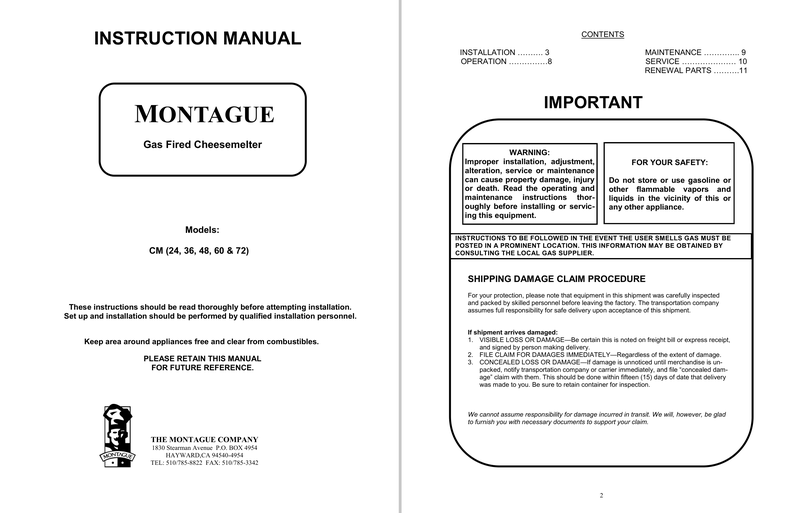 INSTRUCTION MANUAL
MONTAGUE
Gas Fired Cheesemelter
Models:
CM (24, 36, 48, 60 & 72)
These instructions should be read thoroughly before attempting installation.
Set up and installation should be performed by qualified installation personnel.
Keep area around appliances free and clear from combustibles.
PLEASE RETAIN THIS MANUAL
FOR FUTURE REFERENCE.
MONTAGUE
THE MONTAGUE COMPANY
1830 Stearman Avenue P.O. BOX 4954
HAYWARD,CA 94540-4954
TEL: 510/785-8822 FAX: 510/785-3342
CONTENTS
INSTALLATION ………. 3
OPERATION ……………8
MAINTENANCE ………….. 9
SERVICE ………………… 10
RENEWAL PARTS ……….11
IMPORTANT
WARNING:
Improper installation, adjustment,
alteration, service or maintenance
can cause property damage, injury
or death. Read the operating and
maintenance instructions thor-
oughly before installing or servic-
ing this equipment.
FOR YOUR SAFETY:
Do not store or use gasoline or
other flammable vapors and
liquids in the vicinity of this or
any other appliance.
INSTRUCTIONS TO BE FOLLOWED IN THE EVENT THE USER SMELLS GAS MUST BE
POSTED IN A PROMINENT LOCATION. THIS INFORMATION MAY BE OBTAINED BY
CONSULTING THE LOCAL GAS SUPPLIER.
SHIPPING DAMAGE CLAIM PROCEDURE
For your protection, please note that equipment in this shipment was carefully inspected
and packed by skilled personnel before leaving the factory. The transportation company
assumes full responsibility for safe delivery upon acceptance of this shipment.
If shipment arrives damaged:
1. VISIBLE LOSS OR DAMAGE—Be certain this is noted on freight bill or express receipt,
and signed by person making delivery.
2. FILE CLAIM FOR DAMAGES IMMEDIATELY—Regardless of the extent of damage.
3. CONCEALED LOSS OR DAMAGE—If damage is unnoticed until merchandise is un-
packed, notify transportation company or carrier immediately, and file “concealed dam-
age” claim with them. This should be done within fifteen (15) days of date that delivery
was made to you. Be sure to retain container for inspection.
We cannot assume responsibility for damage incurred in transit. We will, however, be glad
to furnish you with necessary documents to support your claim.
2